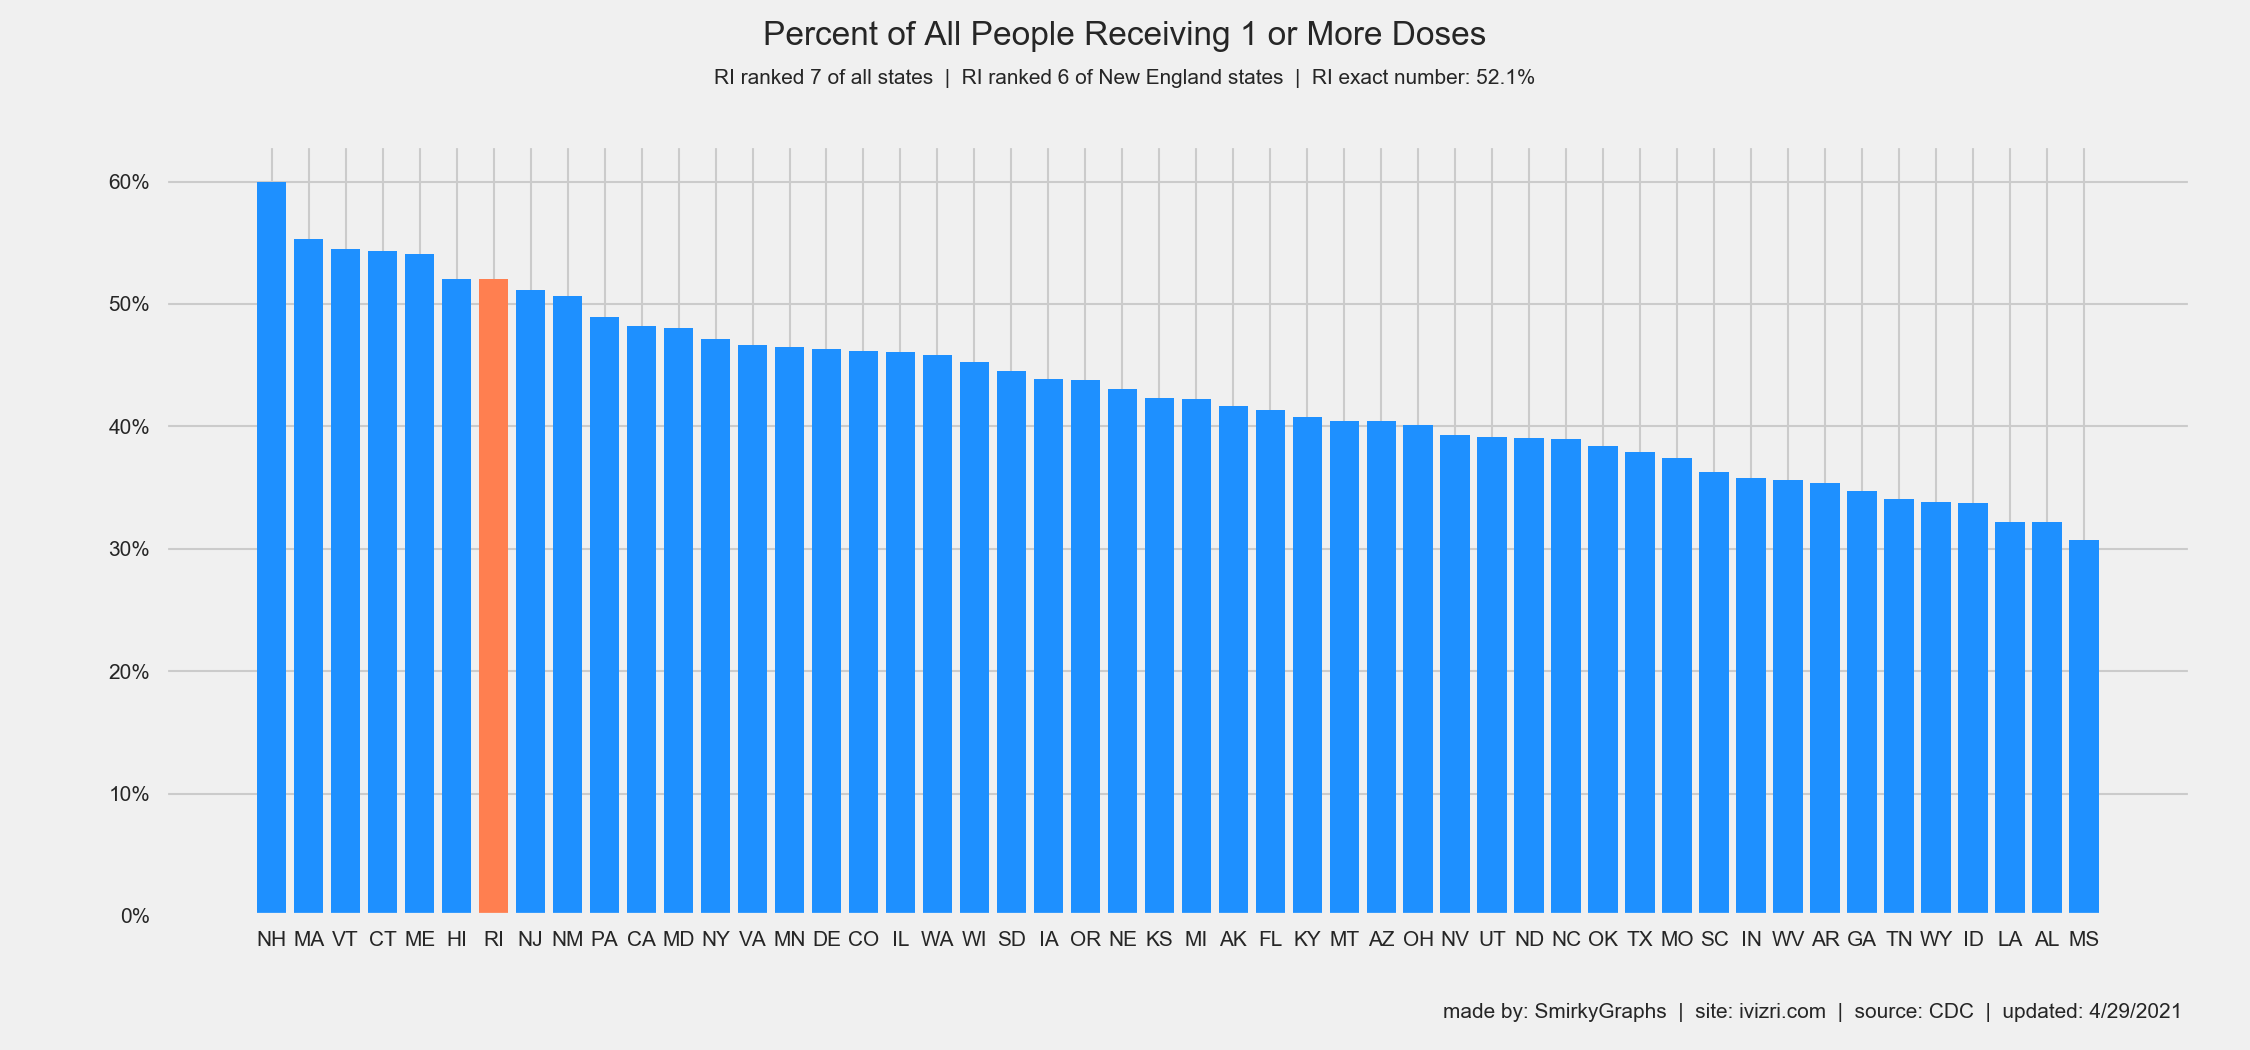 Percent of All People Receiving 1 or More Doses
RI ranked 7 of all states | RI ranked 6 of New England states | RI exact number: 52.1%
60%
50%
40%
30%
20%
10%
0%
NH MA VT CT ME HI RI NJ NM PA CA MD NY VA MN DE CO IL WA WI SD IA OR NE KS MI AK FL KY MT AZ OH NV UT ND NC OK TX MO SC IN WV AR GA TN WY ID LA AL MS
made by: SmirkyGraphs | site: ivizri.com | source: CDC | updated: 4/29/2021